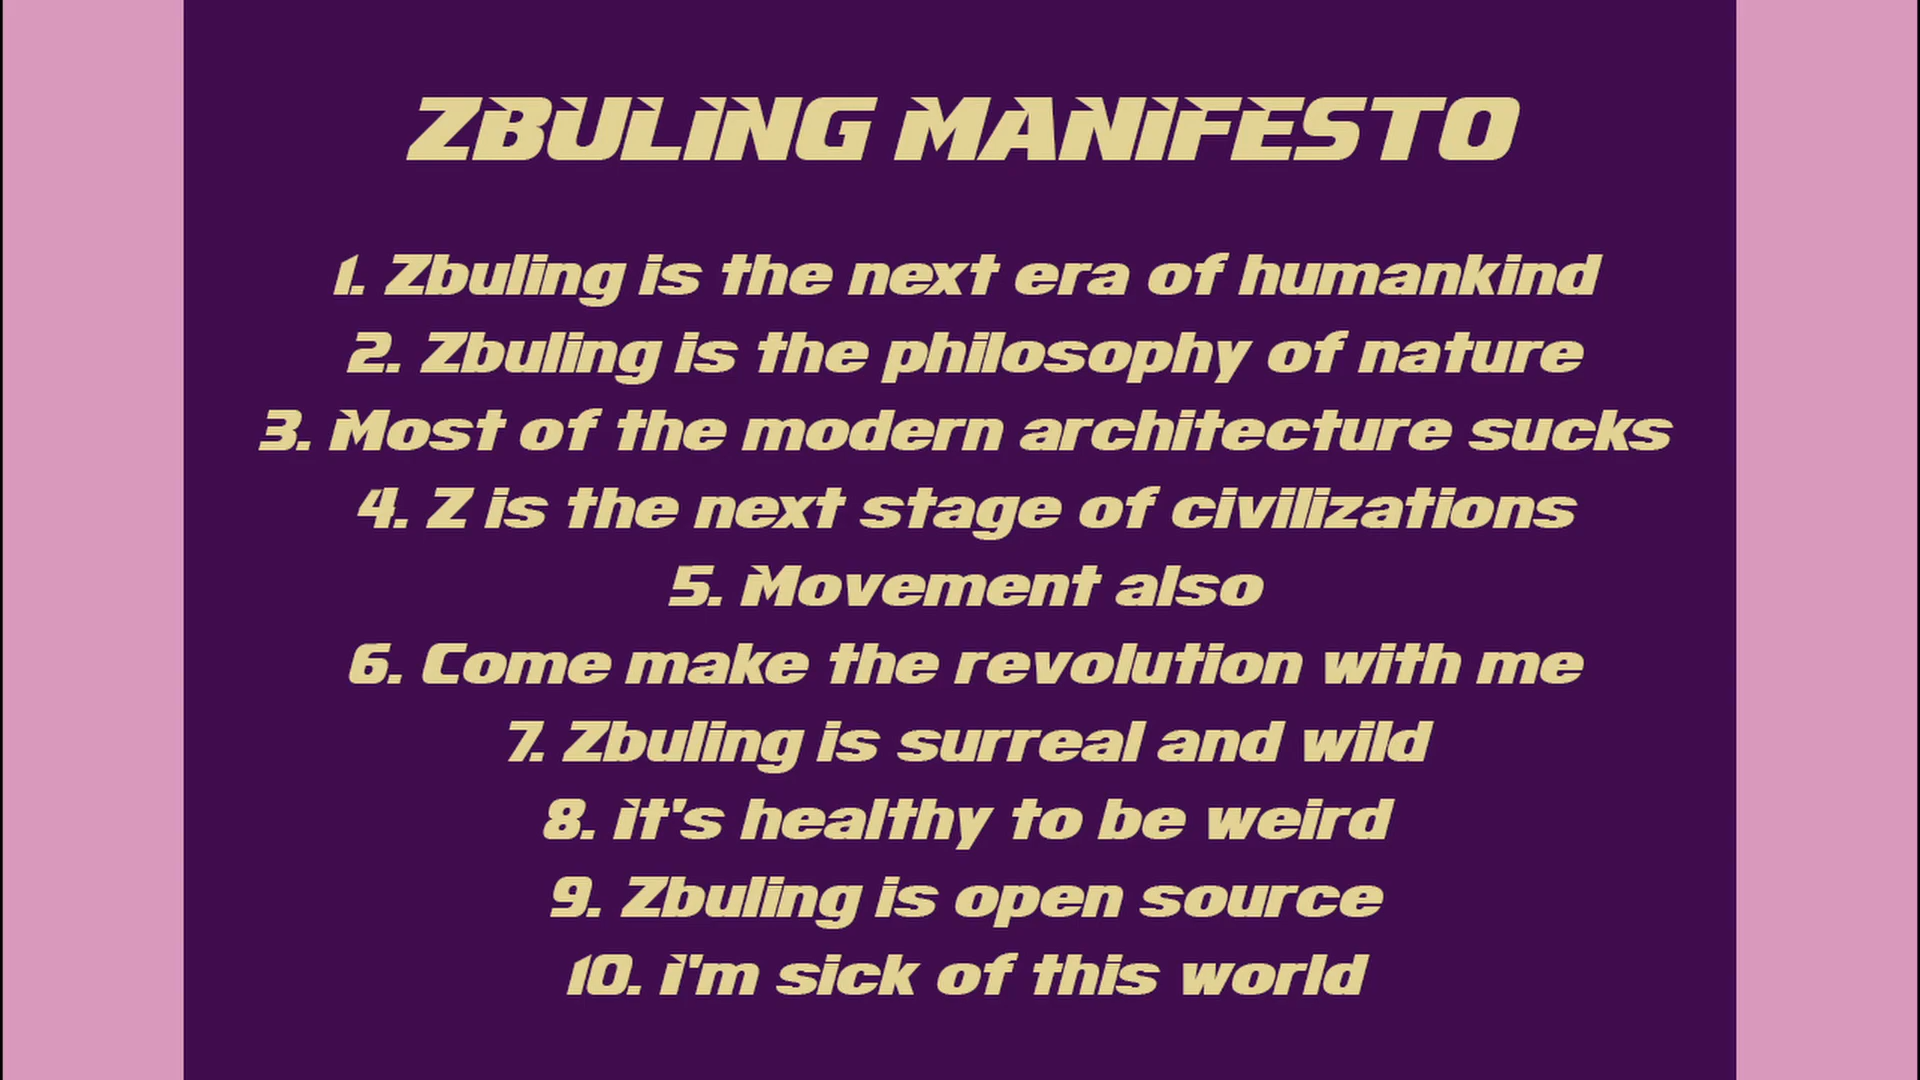 ZBULING MANIFESTO
1. Zbuling is the next era of humankind
2. Zbuling is the philosophy of nature
3. Most of the modern architecture sucks
4. Z is the next stage of civilizations
5. Movement also
6. Come make the revolution with me
7. Zbuling is surreal and wild
8. It's healthy to be weird
9. Zbuling is open source
10. I'm sick of this world